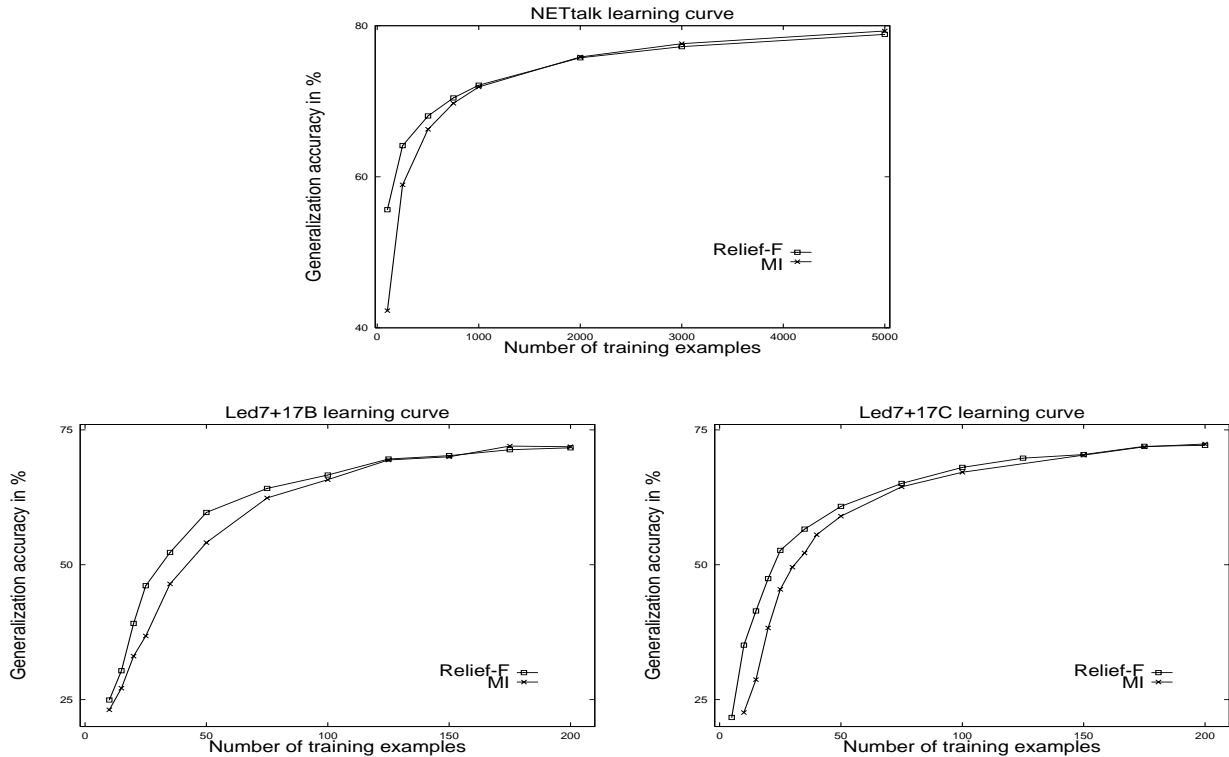 NETtalk learning curve
80
60
40
Generalization accuracy in %
Relief-F
MI
0 1000 2000 3000 4000 5000
Number of training examples
Led7+17B learning curve
75
50
25
Generalization accuracy in %
Relief-F
MI
0 50 100 150 200
Number of training examples
Led7+17C learning curve
75
50
25
Generalization accuracy in %
Relief-F
MI
0 50 100 150 200
Number of training examples